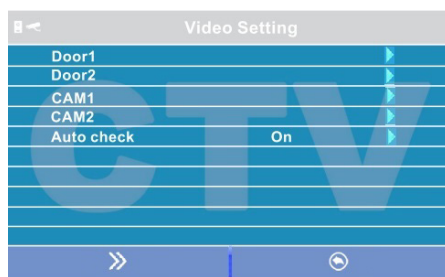 Video Setting
Door1
Door2
CAM1
CAM2
Auto check On
CTV